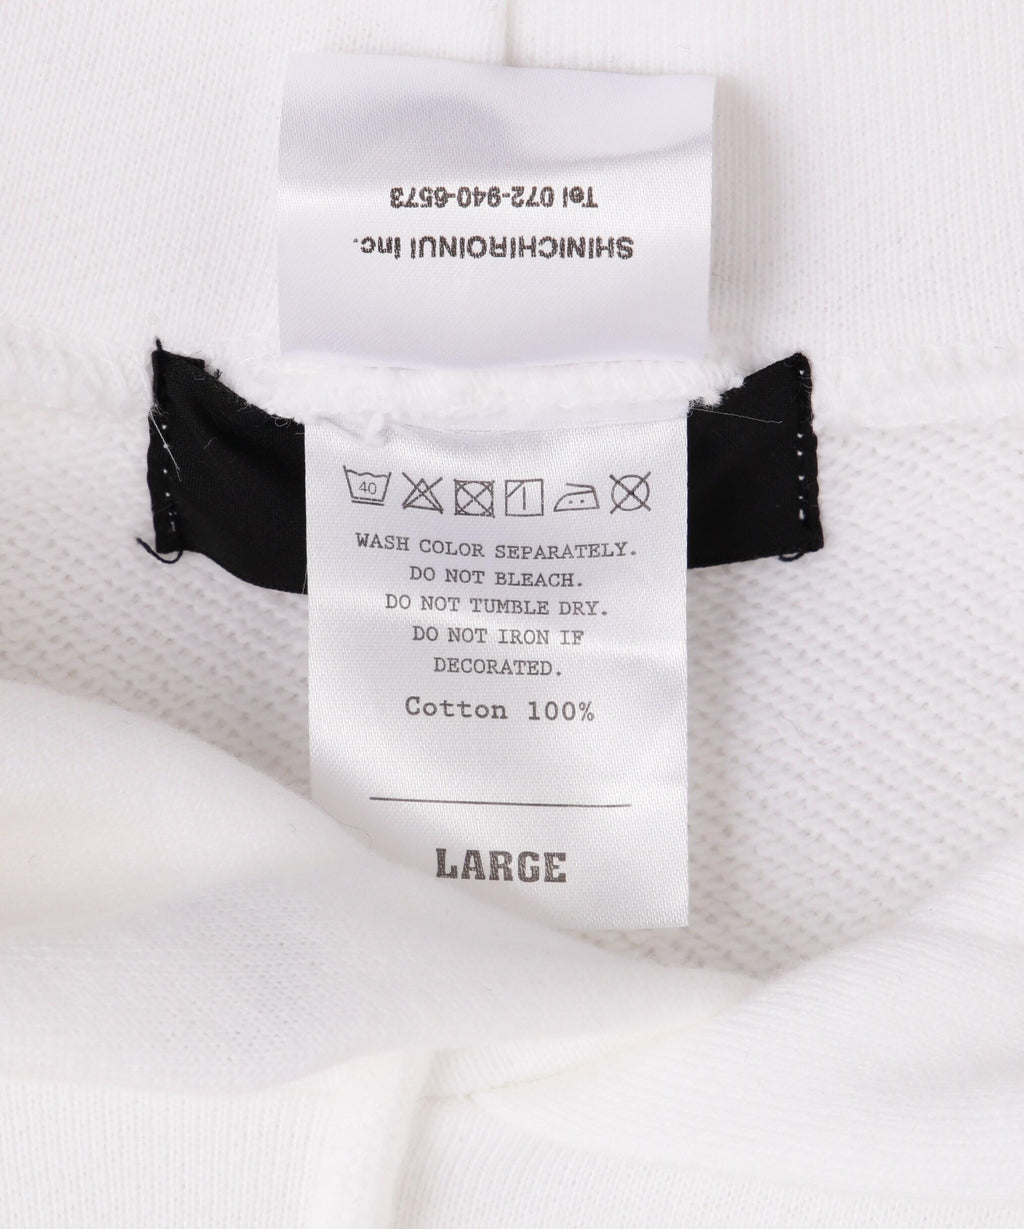 SHINICHIROINUI Inc.
Tel 072-940-6573
40
WASH COLOR SEPARATELY.
DO NOT BLEACH.
DO NOT TUMBLE DRY.
DO NOT IRON IF
DECORATED.
Cotton 100%
LARGE